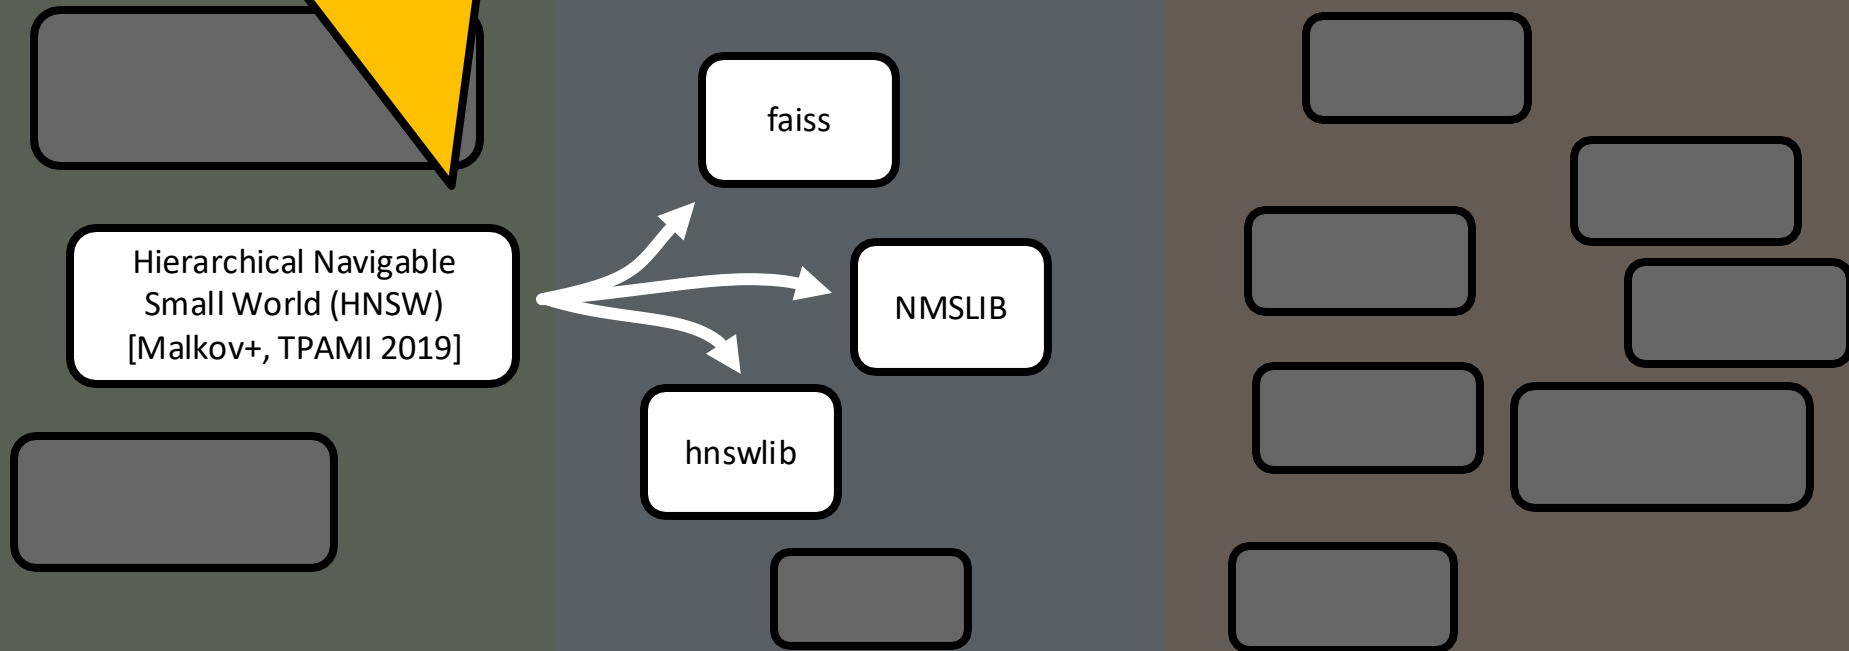 faiss
Hierarchical Navigable
Small World (HNSW)
[Malkov+, TPAMI 2019]
NMSLIB
hnswlib